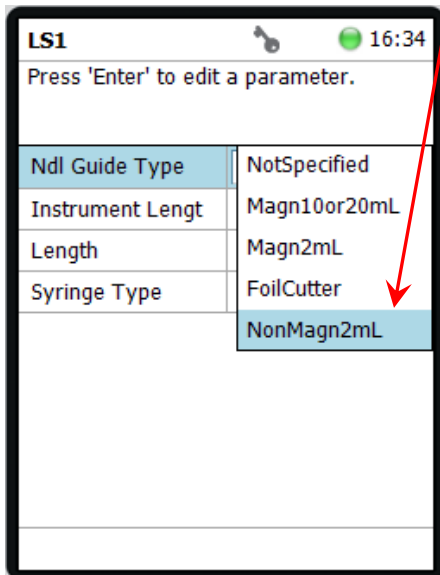 LS1 16:34
Press 'Enter' to edit a parameter.
Ndl Guide Type NotSpecified
Instrument Lengt Magn10or20mL
Length Magn2mL
Syringe Type FoilCutter
NonMagn2mL